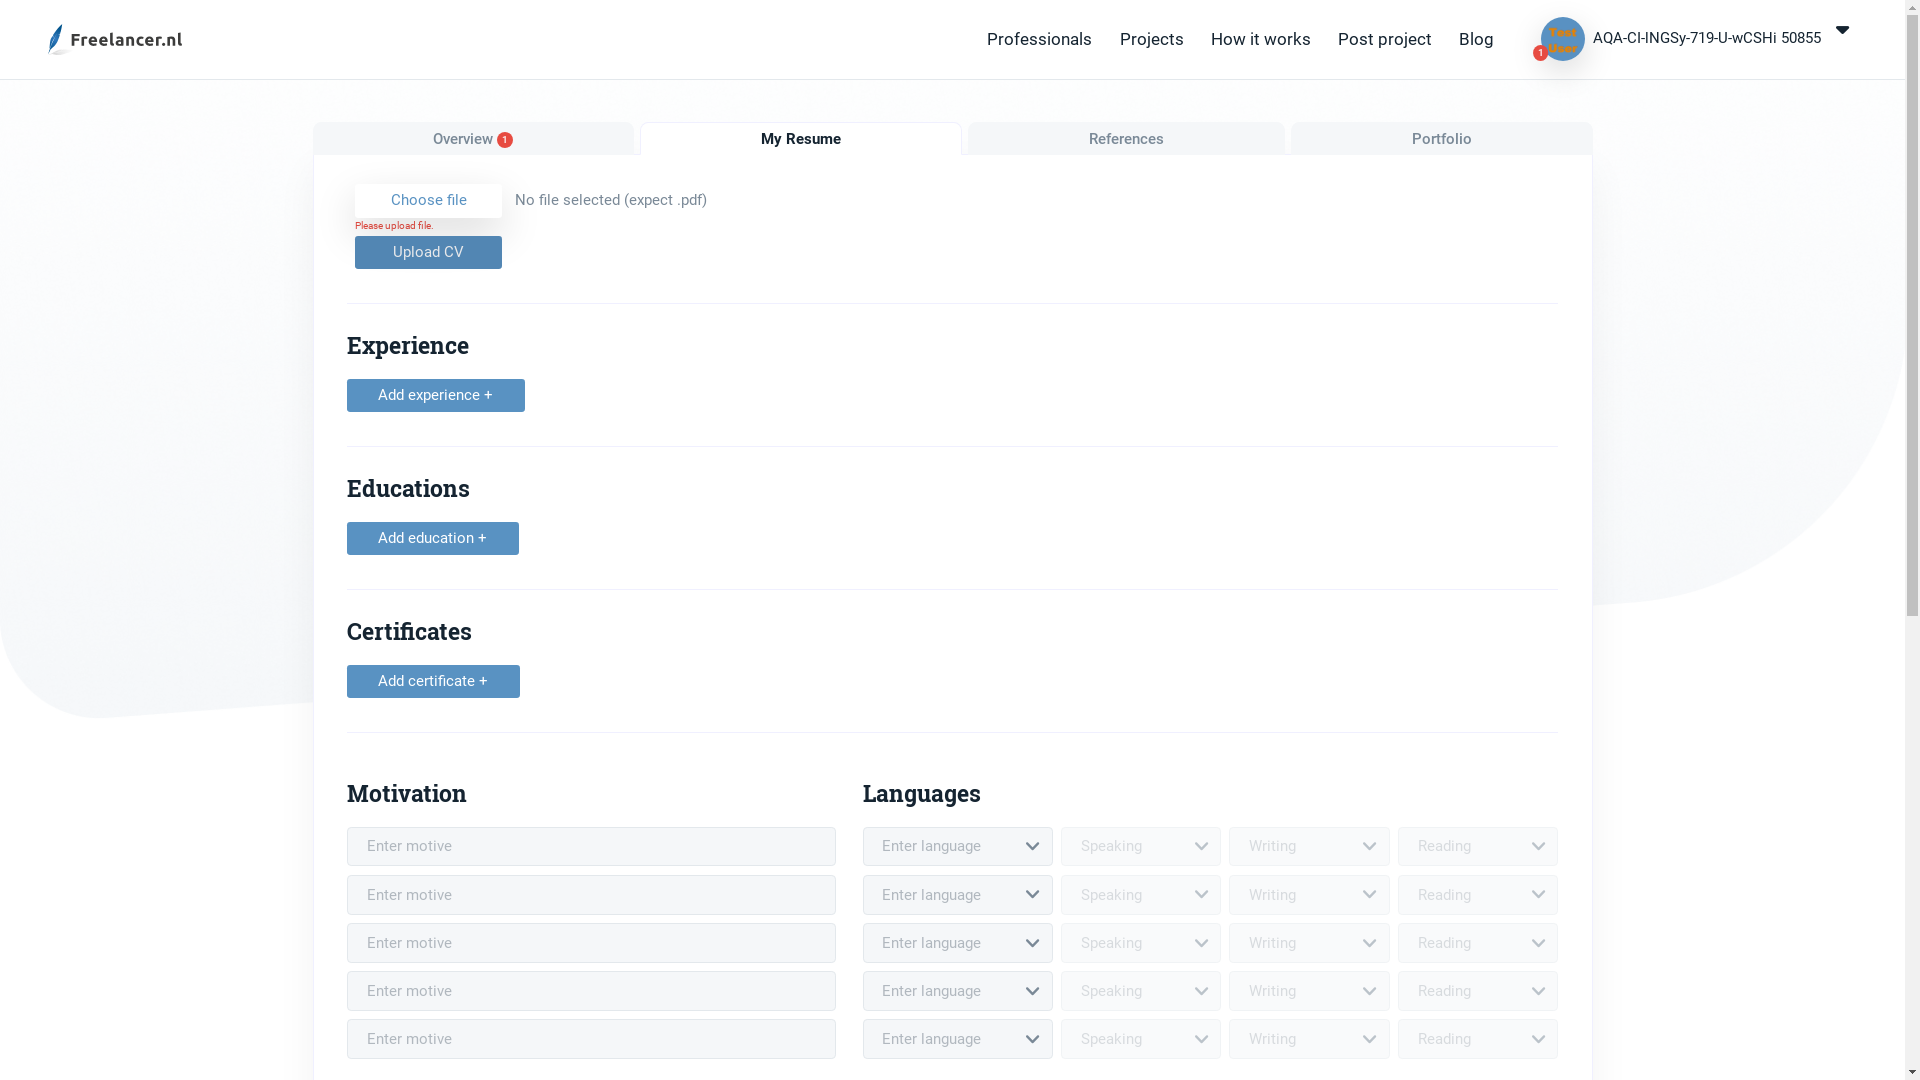 Freelancer.nl
Professionals
Projects
How it works
Post project
Blog
Test User
1
AQA-CI-INGSy-719-U-wCSHi 50855
Overview 1
My Resume
References
Portfolio
Choose file
No file selected (expect .pdf)
Please upload file.
Upload CV
Experience
Add experience +
Educations
Add education +
Certificates
Add certificate +
Motivation
Languages
Enter motive
Enter language
Speaking
Writing
Reading
Enter motive
Enter language
Speaking
Writing
Reading
Enter motive
Enter language
Speaking
Writing
Reading
Enter motive
Enter language
Speaking
Writing
Reading
Enter motive
Enter language
Speaking
Writing
Reading